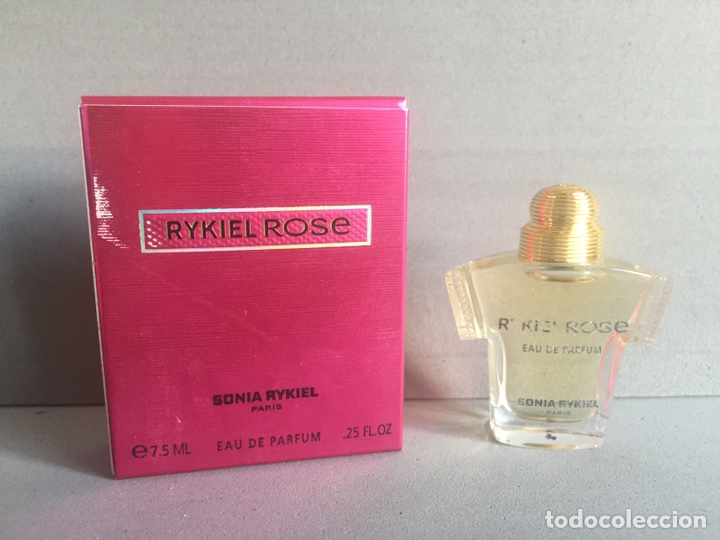 RYKIEL ROSe
SONIA RYKIEL
PARIS
e 7.5 ML EAU DE PARFUM .25 FL.OZ
ROSe
EAU DE PARFUM
SONIA RYKIEL
PARIS
todocoleccion